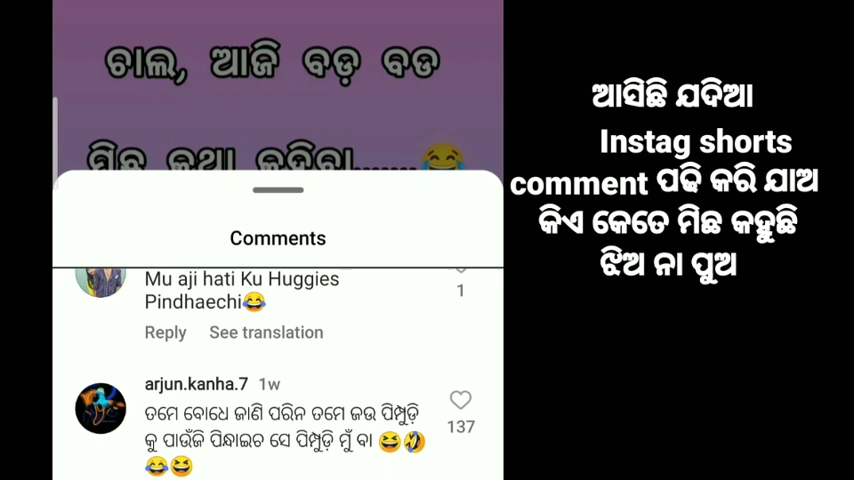 ଚାଲ, ଆଜି ବଡ଼ ବଡ
ମିଛ କଥା କହିବା.......😂
Comments
Mu aji hati Ku Huggies
Pindhaechi😂
1
Reply See translation
arjun.kanha.7 1w
ତମେ ବୋଧେ ଜାଣି ପରିନ ତମେ ଜଉ ପିମ୍ପୁଡ଼ି
କୁ ପାଉଁଜି ପିନ୍ଧାଇଚ ସେ ପିମ୍ପୁଡ଼ି ମୁଁ ବା 😆🤣
😂😆
137
ଆସିଛି ଯଦିଆ
Instag shorts
comment ପଢି କରି ଯାଅ
କିଏ କେତେ ମିଛ କହୁଛି
ଝିଅ ନା ପୁଅ